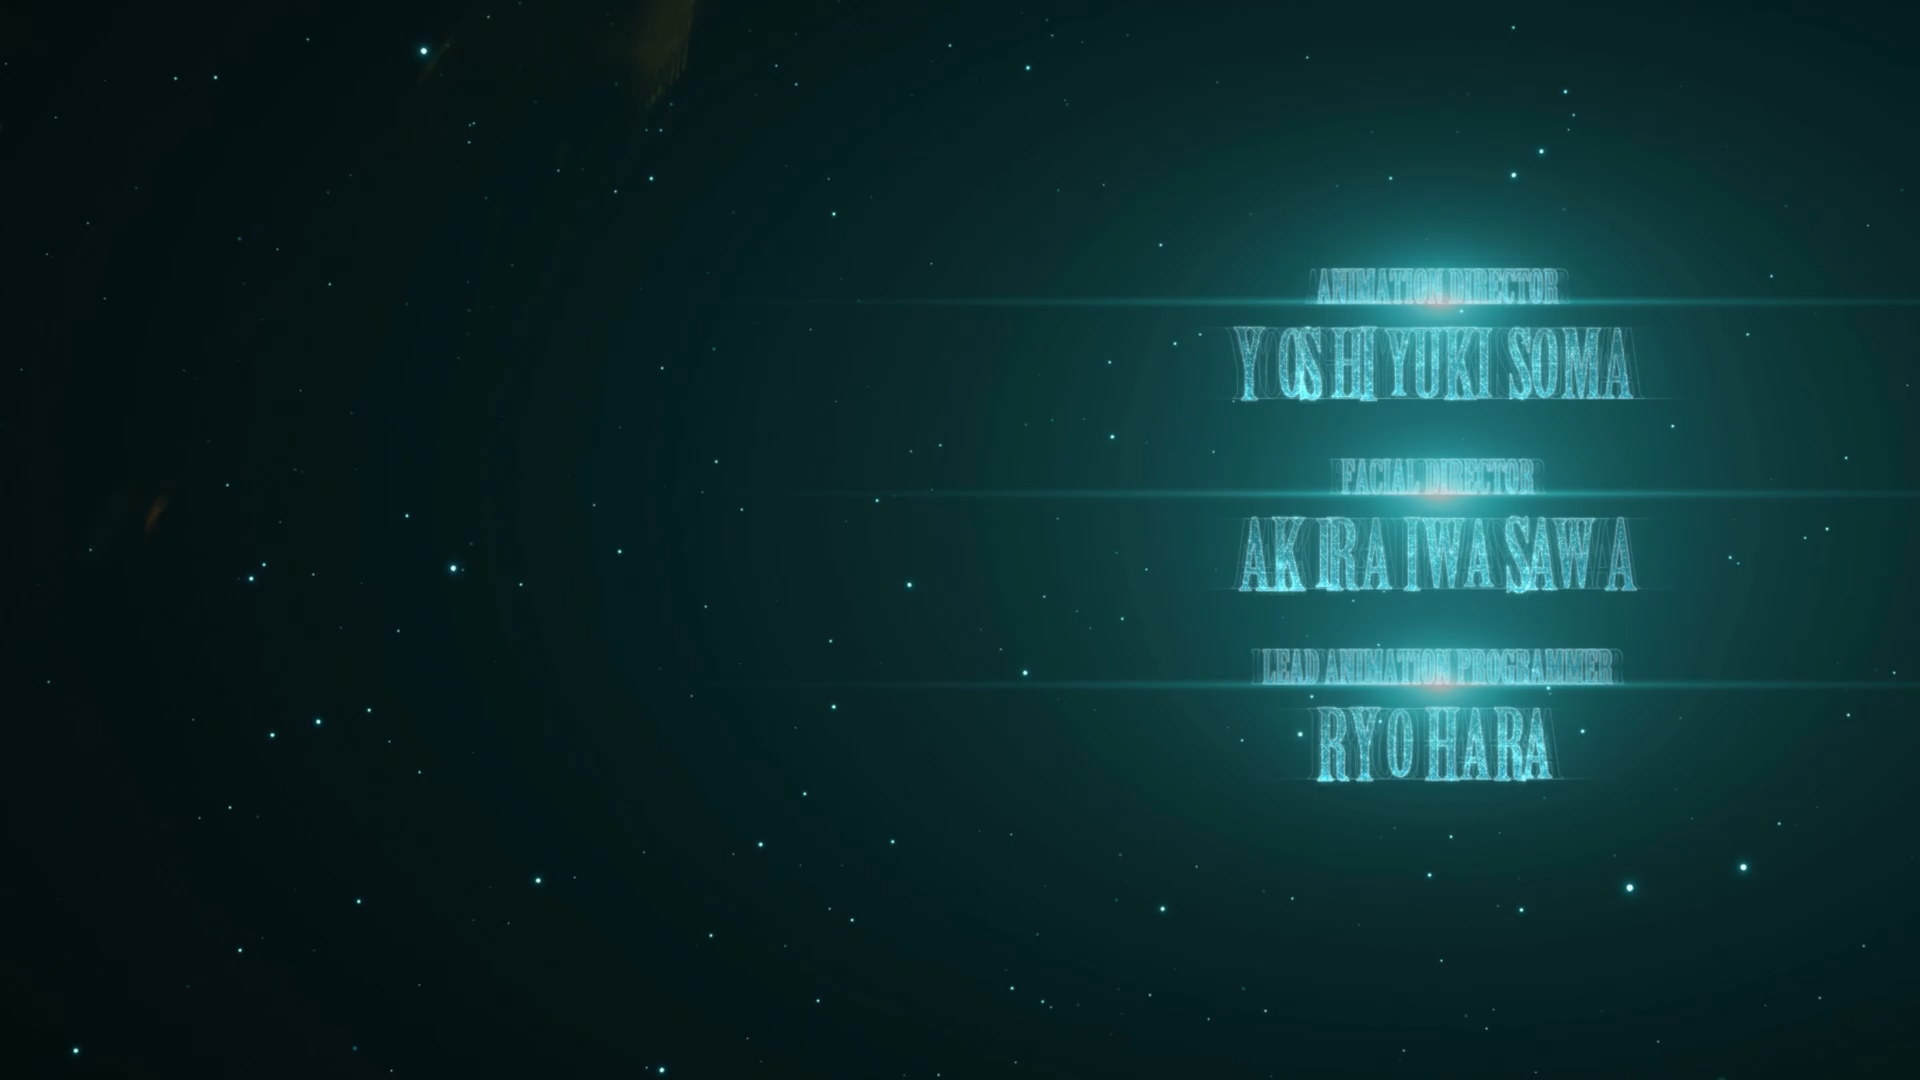 ANIMATION DIRECTOR
YOSHIYUKI SOMA
FACIAL DIRECTOR
AKIRA IWASAWA
LEAD ANIMATION PROGRAMMER
RYO HARA